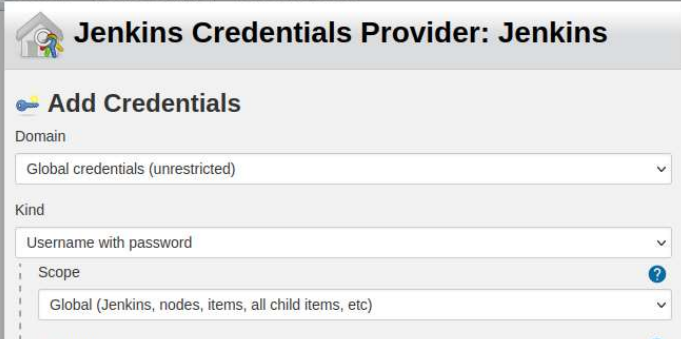 Jenkins Credentials Provider: Jenkins
Add Credentials
Domain
Global credentials (unrestricted)
Kind
Username with password
Scope
?
Global (Jenkins, nodes, items, all child items, etc)